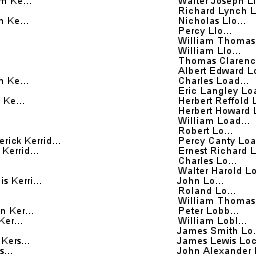 Ke...
Ke...
Ke...
Ke...
erick Kerrid...
Kerrid...
is Kerri...
n Ker...
Ker...
Kers...
s...
Walter Joseph Ll
Richard Lynch L
Nicholas Llo...
Percy Llo...
William Thomas
William Llo...
Thomas Clarenc
Albert Edward Lo
Charles Load...
Eric Langley Loa
Herbert Reffold L
Herbert Howard L
William Load...
Robert Lo...
Percy Canty Loa
Ernest Richard L
Charles Lo...
Walter Harold Lo
John Lo...
Roland Lo...
William Thomas
Peter Lobb...
William Lobl...
James Smith Lo.
James Lewis Loc
John Alexander